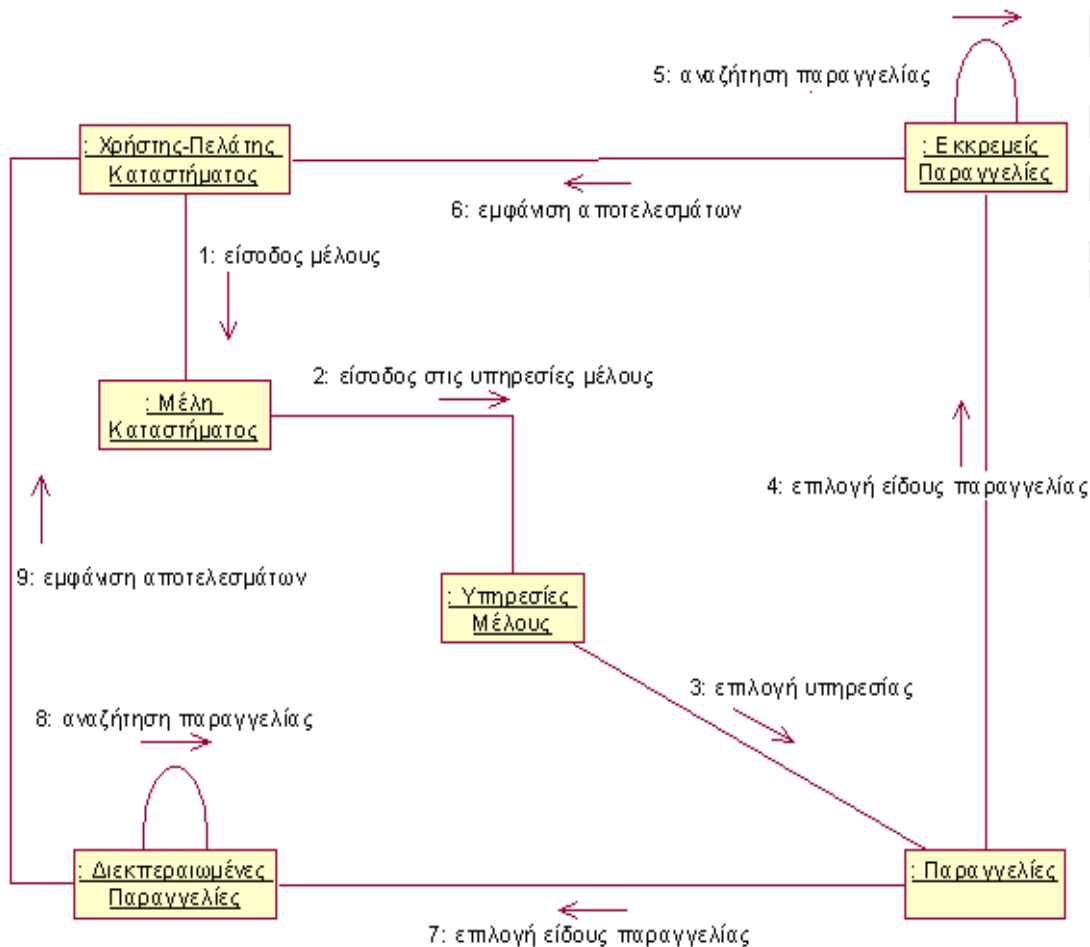 5: αναζήτηση παραγγελίας
: Χρήστης-Πελάτης
Καταστήματος
: Εκκρεμείς
Παραγγελίες
6: εμφάνιση αποτελεσμάτων
1: είσοδος μέλους
2: είσοδος στις υπηρεσίες μέλους
: Μέλη
Καταστήματος
4: επιλογή είδους παραγγελίας
9: εμφάνιση αποτελεσμάτων
: Υπηρεσίες
Μέλους
3: επιλογή υπηρεσίας
8: αναζήτηση παραγγελίας
: Διεκπεραιωμένες
Παραγγελίες
: Παραγγελίες
7: επιλογή είδους παραγγελίας